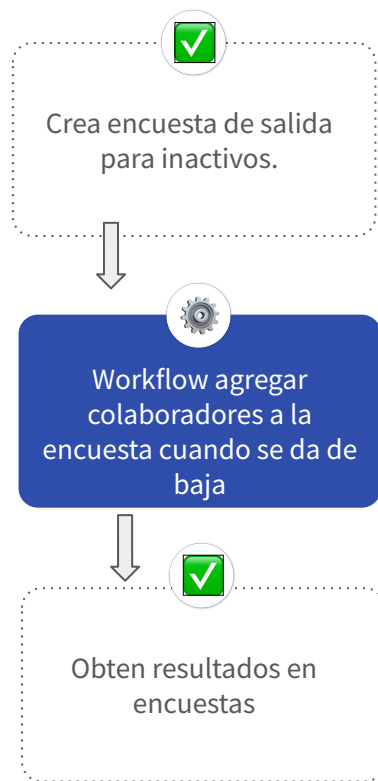 Crea encuesta de salida
para inactivos.
Workflow agregar
colaboradores a la
encuesta cuando se da de
baja
Obten resultados en
encuestas